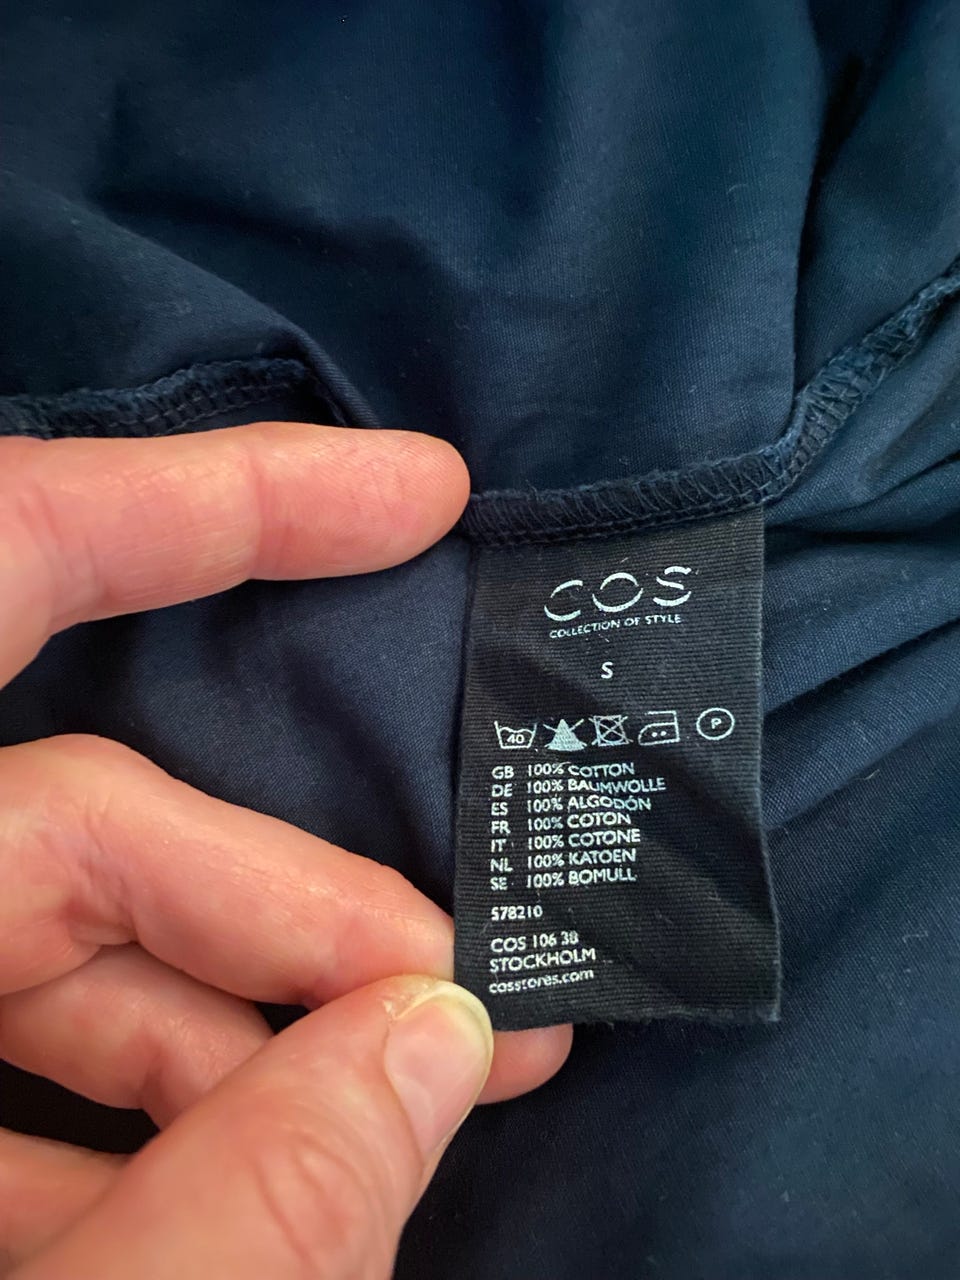 COS
COLLECTION OF STYLE
S
40 P
GB 100% COTTON
DE 100% BAUMWOLLE
ES 100% ALGODÓN
FR 100% COTON
IT 100% COTONE
NL 100% KATOEN
SE 100% BOMULL
578210
COS 106 38
STOCKHOLM
cosstores.com